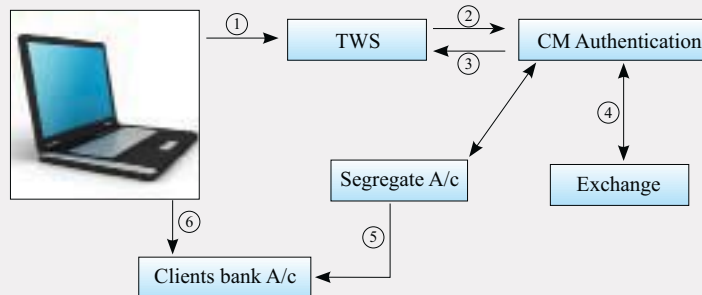 ①
TWS
②
③
CM Authentication
④
Segregate A/c
Exchange
⑤
⑥
Clients bank A/c